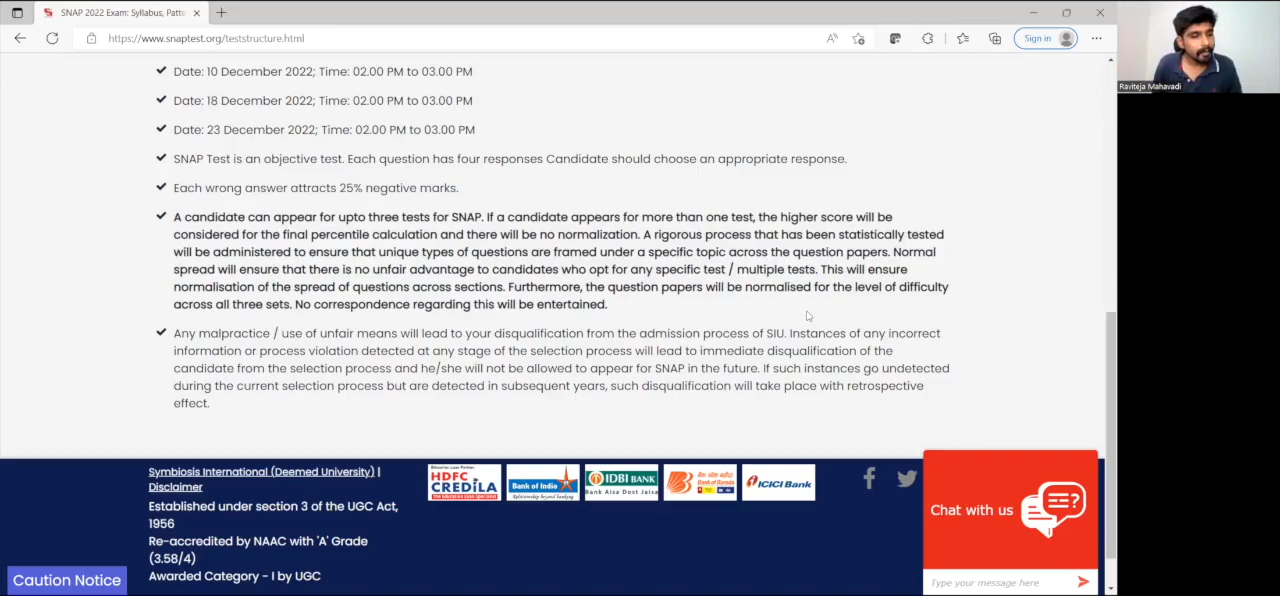 SNAP 2022 Exam: Syllabus, Patte
https://www.snaptest.org/teststructure.html
Sign in
Raviteja Mahavadi
Date: 10 December 2022; Time: 02.00 PM to 03.00 PM
Date: 18 December 2022; Time: 02.00 PM to 03.00 PM
Date: 23 December 2022; Time: 02.00 PM to 03.00 PM
SNAP Test is an objective test. Each question has four responses Candidate should choose an appropriate response.
Each wrong answer attracts 25% negative marks.
A candidate can appear for upto three tests for SNAP. If a candidate appears for more than one test, the higher score will be
considered for the final percentile calculation and there will be no normalization. A rigorous process that has been statistically tested
will be administered to ensure that unique types of questions are framed under a specific topic across the question papers. Normal
spread will ensure that there is no unfair advantage to candidates who opt for any specific test / multiple tests. This will ensure
normalisation of the spread of questions across sections. Furthermore, the question papers will be normalised for the level of difficulty
across all three sets. No correspondence regarding this will be entertained.
Any malpractice / use of unfair means will lead to your disqualification from the admission process of SIU. Instances of any incorrect
information or process violation detected at any stage of the selection process will lead to immediate disqualification of the
candidate from the selection process and he/she will not be allowed to appear for SNAP in the future. If such instances go undetected
during the current selection process but are detected in subsequent years, such disqualification will take place with retrospective
effect.
Symbiosis International (Deemed University) |
Disclaimer
Established under section 3 of the UGC Act,
1956
Re-accredited by NAAC with 'A' Grade
(3.58/4)
Awarded Category - I by UGC
Education Loan Partner
HDFC
CREDILA
The Education Loan Specialist
Bank of India
Relationship beyond banking
IDBI BANK
Bank Aisa Dost Jaisa
बैंक ऑफ़ बड़ौदा
Bank of Baroda
ICICI Bank
Chat with us
Type your message here
Caution Notice